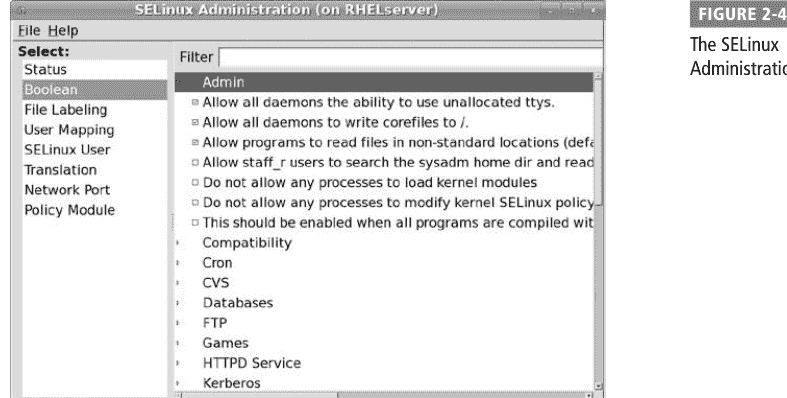 SELinux Administration (on RHELserver)
File Help
Select:
Status
Boolean
File Labeling
User Mapping
SELinux User
Translation
Network Port
Policy Module
Filter
Admin
Allow all daemons the ability to use unallocated ttys.
Allow all daemons to write corefiles to /.
Allow programs to read files in non-standard locations (defa
Allow staff_r users to search the sysadm home dir and read
Do not allow any processes to load kernel modules
Do not allow any processes to modify kernel SELinux policy
This should be enabled when all programs are compiled wit
Compatibility
Cron
CVS
Databases
FTP
Games
HTTPD Service
Kerberos
FIGURE 2-4
The SELinux
Administratio